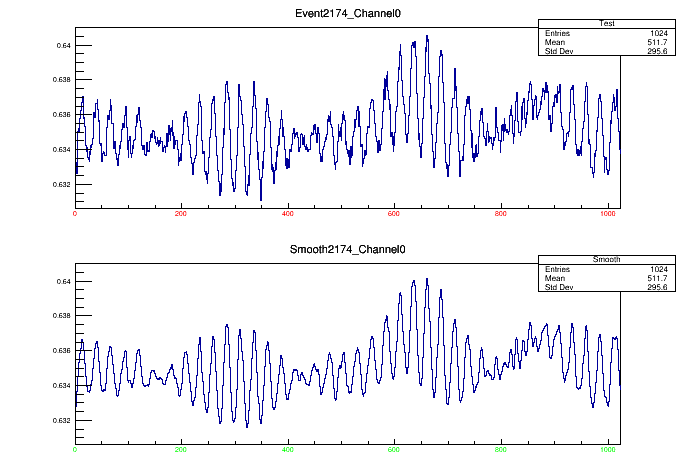 Event2174_Channel0
Test
Entries 1024
Mean 511.7
Std Dev 295.6
0.64
0.638
0.636
0.634
0.632
0 200 400 600 800 1000
Smooth2174_Channel0
Smooth
Entries 1024
Mean 511.7
Std Dev 295.6
0.64
0.638
0.636
0.634
0.632
0 200 400 600 800 1000